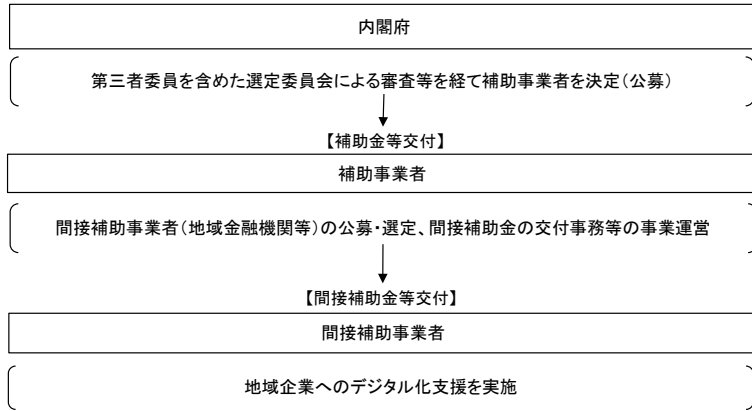 内閣府
第三者委員を含めた選定委員会による審査等を経て補助事業者を決定(公募)
【補助金等交付】
補助事業者
間接補助事業者(地域金融機関等)の公募・選定、間接補助金の交付事務等の事業運営
【間接補助金等交付】
間接補助事業者
地域企業へのデジタル化支援を実施